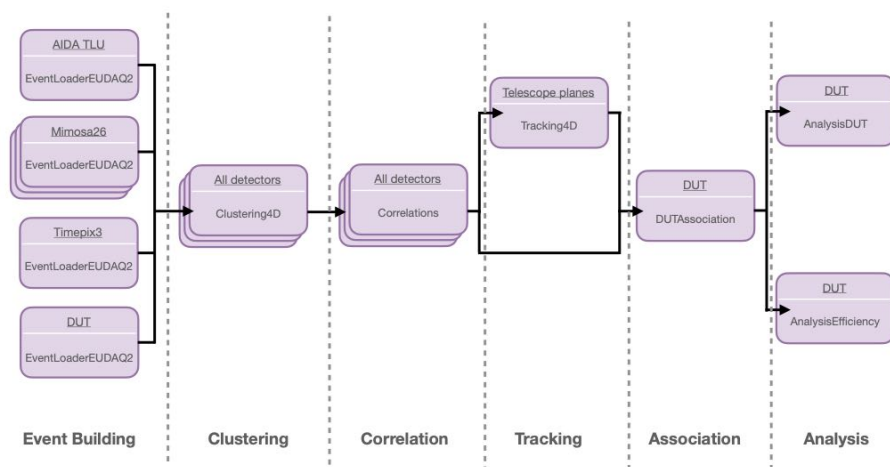 AIDA TLU
EventLoaderEUDAQ2
Mimosa26
EventLoaderEUDAQ2
Timepix3
EventLoaderEUDAQ2
DUT
EventLoaderEUDAQ2
All detectors
Clustering4D
All detectors
Correlations
Telescope planes
Tracking4D
DUT
DUTAssociation
DUT
AnalysisDUT
DUT
AnalysisEfficiency
Event Building
Clustering
Correlation
Tracking
Association
Analysis